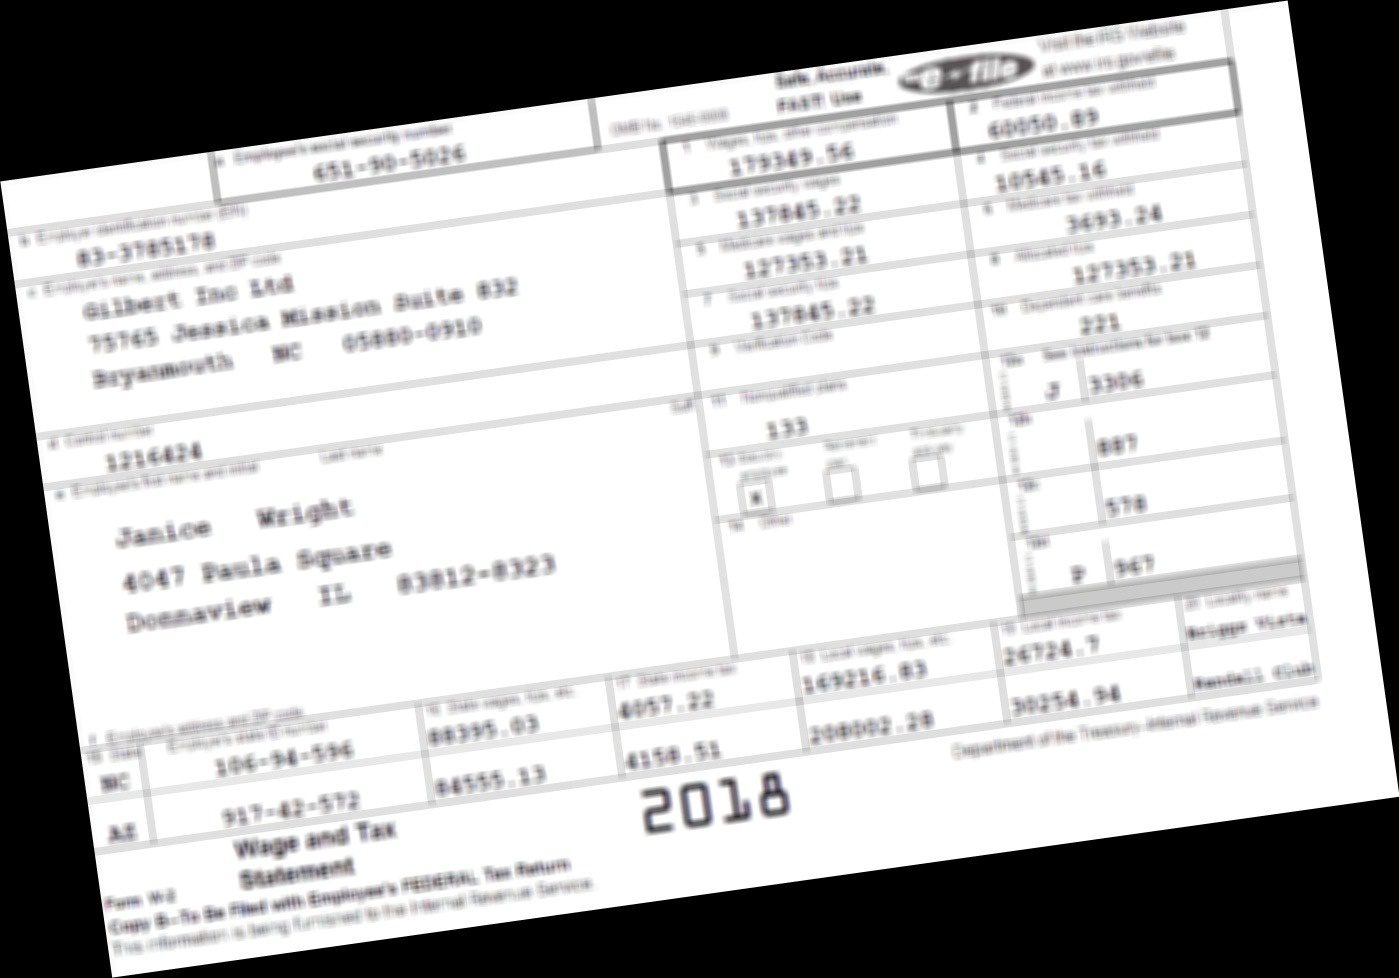 a Employee's social security number
651-90-5026
OMB No. 1545-0008
Safe, Accurate,
FAST! Use
e-file
Visit the IRS Website
at www.irs.gov/efile
b Employer identification number (EIN)
83-3785178
1 Wages, tips, other compensation
179349.56
2 Federal income tax withheld
60050.89
c Employer's name, address, and ZIP code
Gilbert Inc Ltd
75765 Jessica Mission Suite 832
Bryanmouth NC 05880-0910
3 Social security wages
137845.22
4 Social security tax withheld
10545.16
5 Medicare wages and tips
127353.21
6 Medicare tax withheld
3693.24
7 Social security tips
137845.22
8 Allocated tips
127353.21
d Control number
1216424
9 Verification Code
10 Dependent care benefits
221
e Employee's first name and initial Last name
Janice Wright
4047 Paula Square
Donnaview IL 83812-8323
11 Nonqualified plans
133
12a See instructions for box 12
J 3306
12b
887
12c
578
12d
P 967
X
14 Other
f Employee's address and ZIP code
15 State Employer's state ID number
NC 106-94-596
AZ 917-42-572
16 State wages, tips, etc.
88395.03
84555.13
17 State income tax
4057.22
4158.51
18 Local wages, tips, etc.
169216.83
208002.28
19 Local income tax
26724.7
30254.94
20 Locality name
Vista
Randall Club
Form W-2
Wage and Tax
Statement
2018
Department of the Treasury-Internal Revenue Service
Copy B-To Be Filed with Employee's FEDERAL Tax Return
This information is being furnished to the Internal Revenue Service.